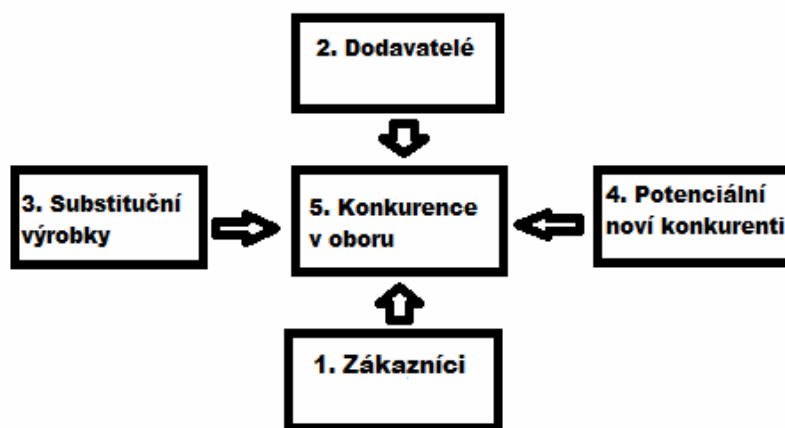 2. Dodavatelé
3. Substituční
výrobky
5. Konkurence
v oboru
4. Potenciální
noví konkurenti
1. Zákazníci